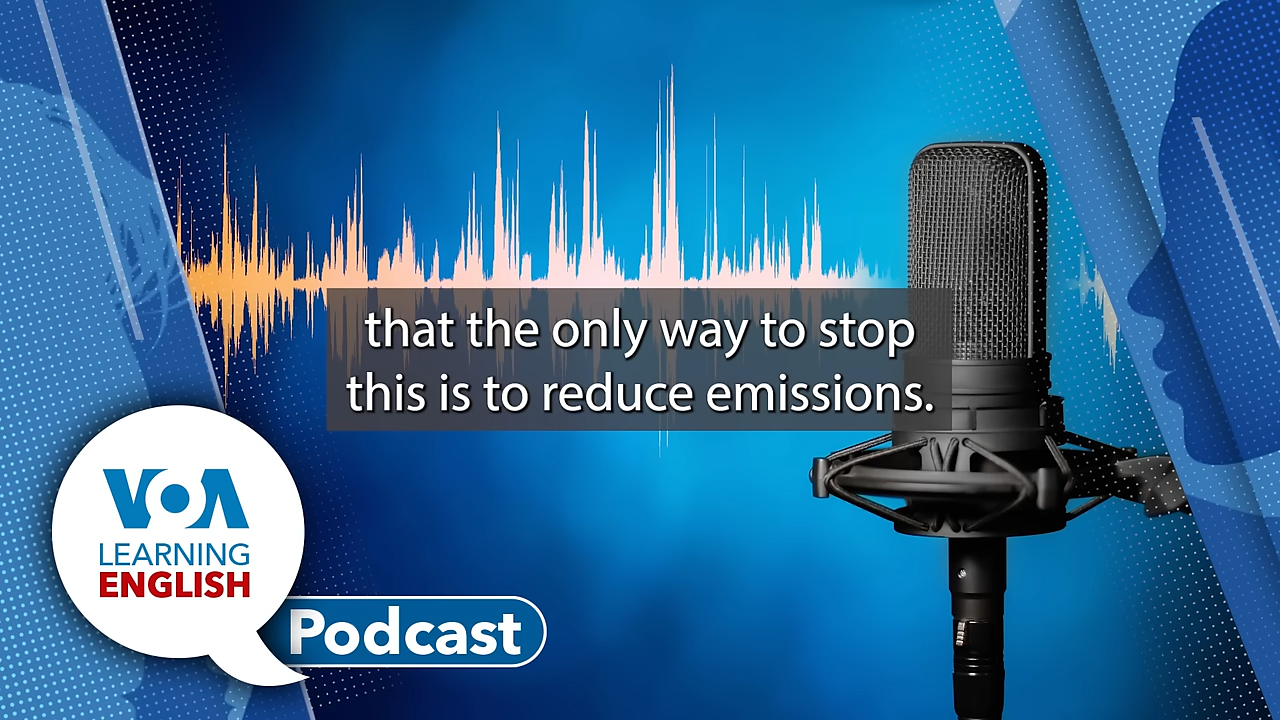 that the only way to stop
this is to reduce emissions.
VOA
LEARNING
ENGLISH
Podcast